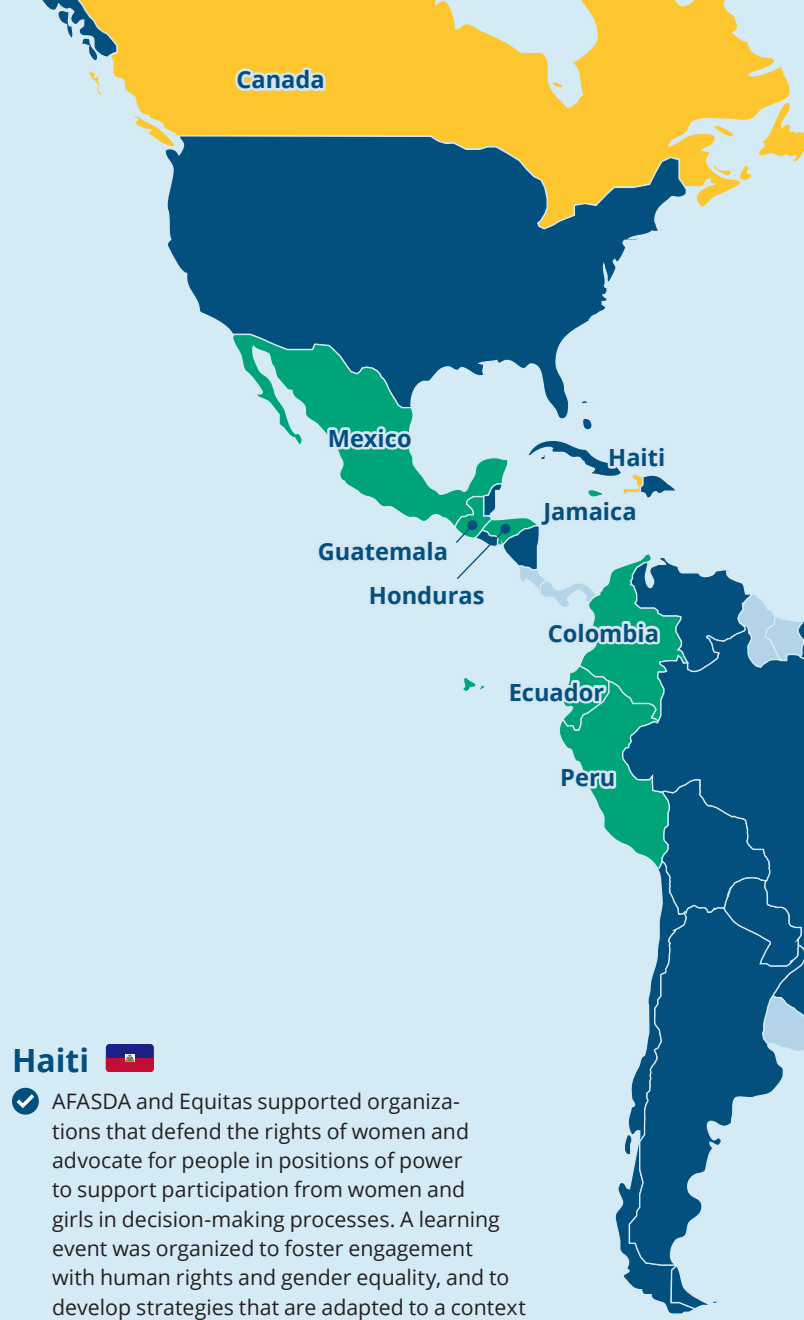 Canada
Mexico
Haiti
Jamaica
Guatemala
Honduras
Colombia
Ecuador
Peru
Haiti
AFASDA and Equitas supported organiza-
tions that defend the rights of women and
advocate for people in positions of power
to support participation from women and
girls in decision-making processes. A learning
event was organized to foster engagement
with human rights and gender equality, and to
develop strategies that are adapted to a context